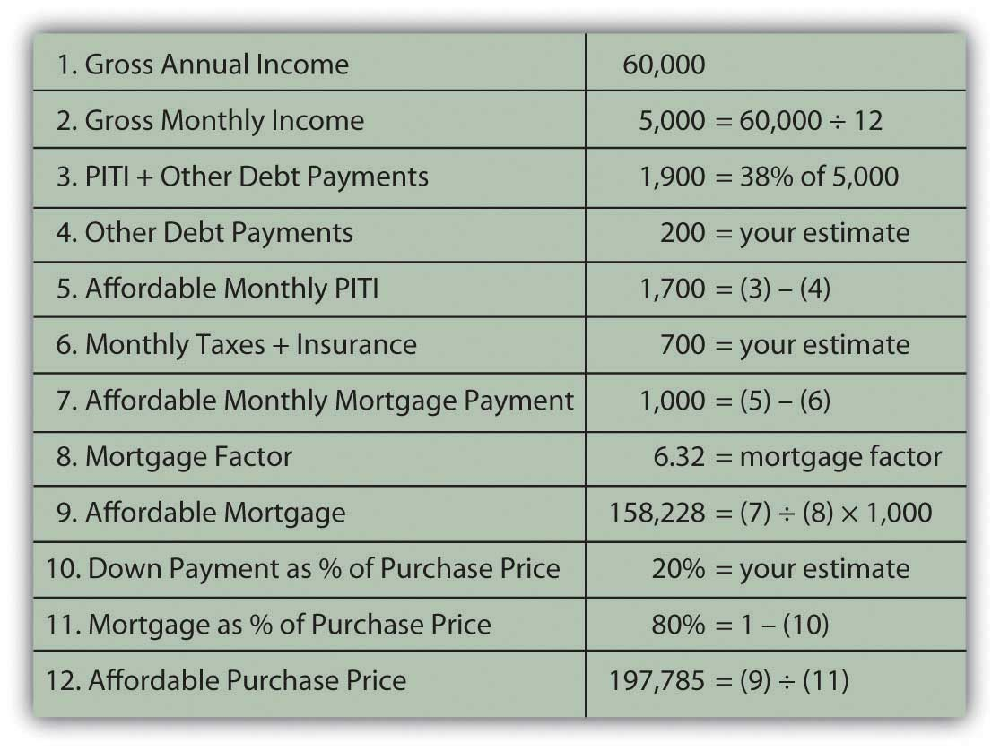 1. Gross Annual Income 60,000
2. Gross Monthly Income 5,000 = 60,000 ÷ 12
3. PITI + Other Debt Payments 1,900 = 38% of 5,000
4. Other Debt Payments 200 = your estimate
5. Affordable Monthly PITI 1,700 = (3) – (4)
6. Monthly Taxes + Insurance 700 = your estimate
7. Affordable Monthly Mortgage Payment 1,000 = (5) – (6)
8. Mortgage Factor 6.32 = mortgage factor
9. Affordable Mortgage 158,228 = (7) ÷ (8) × 1,000
10. Down Payment as % of Purchase Price 20% = your estimate
11. Mortgage as % of Purchase Price 80% = 1 – (10)
12. Affordable Purchase Price 197,785 = (9) ÷ (11)